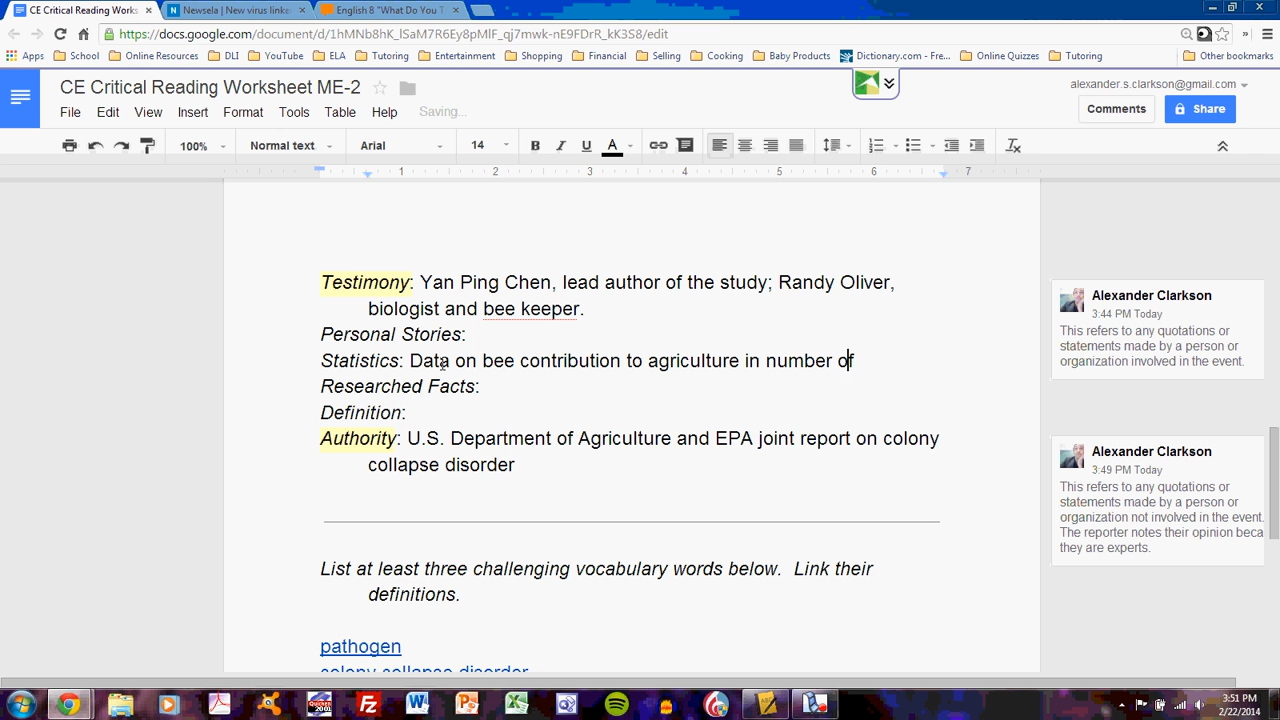 CE Critical Reading Works
Newsela | New virus linke
English 8 "What Do You T
https://docs.google.com/document/d/1hMNb8hK_lSaM7R6Ey8pMlF_qj7mwk-nE9FDrR_kK3S8/edit
Apps School Online Resources DLI YouTube ELA Tutoring Entertainment Shopping Financial Selling Cooking Baby Products Dictionary.com - Fre... Online Quizzes Tutoring Other bookmarks
CE Critical Reading Worksheet ME-2
alexander.s.clarkson@gmail.com
File Edit View Insert Format Tools Table Help Saving...
Comments Share
100% Normal text Arial 14 B I U A
1 2 3 4 5 6 7
Testimony: Yan Ping Chen, lead author of the study; Randy Oliver,
biologist and bee keeper.
Personal Stories:
Statistics: Data on bee contribution to agriculture in number of
Researched Facts:
Definition:
Authority: U.S. Department of Agriculture and EPA joint report on colony
collapse disorder
List at least three challenging vocabulary words below. Link their
definitions.
pathogen
colony collapse disorder
Alexander Clarkson
3:44 PM Today
This refers to any quotations or
statements made by a person or
organization involved in the event.
Alexander Clarkson
3:49 PM Today
This refers to any quotations or
statements made by a person or
organization not involved in the event.
The reporter notes their opinion beca
they are experts.
3:51 PM
2/22/2014